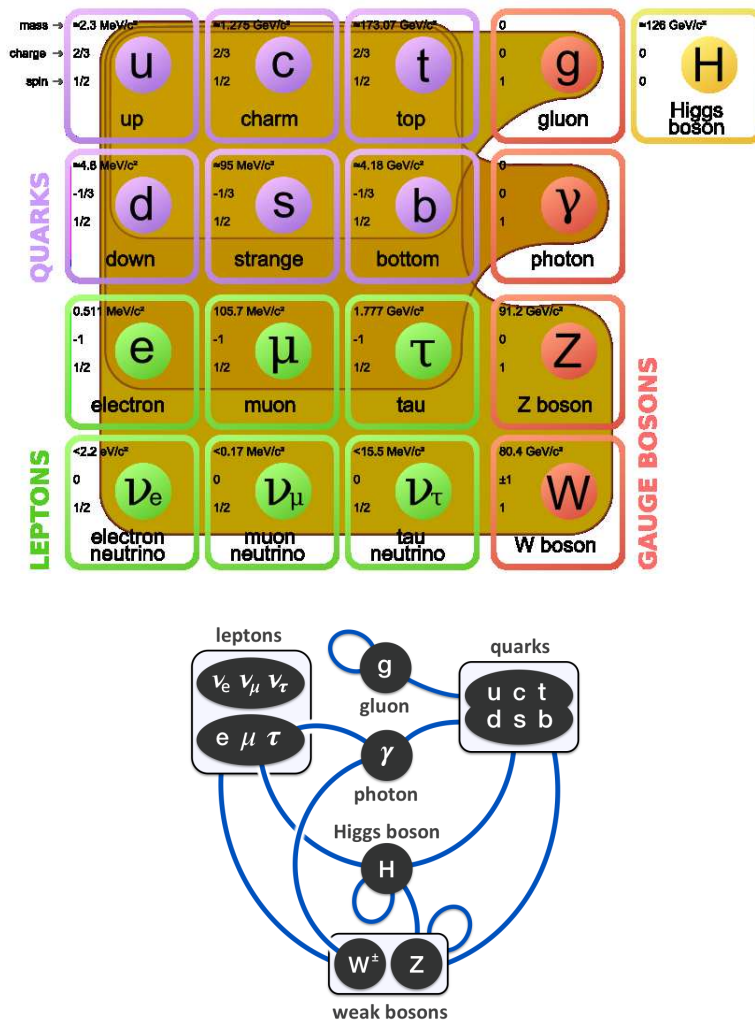 mass → ≈2.3 MeV/c² ≈1.275 GeV/c² ≈173.07 GeV/c² 0 ≈126 GeV/c²
charge → 2/3 2/3 2/3 0 0
spin → 1/2 1/2 1/2 1 0
u c t g H
up charm top gluon Higgs
boson
QUARKS
≈4.8 MeV/c² ≈95 MeV/c² ≈4.18 GeV/c² 0
-1/3 -1/3 -1/3 0
1/2 1/2 1/2 1
d s b γ
down strange bottom photon
0.511 MeV/c² 105.7 MeV/c² 1.777 GeV/c² 91.2 GeV/c²
-1 -1 -1 0
1/2 1/2 1/2 1
e μ τ Z
electron muon tau Z boson
LEPTONS
<2.2 eV/c² <0.17 MeV/c² <15.5 MeV/c² 80.4 GeV/c²
0 0 0 ±1
1/2 1/2 1/2 1
νe νμ ντ W
electron muon tau W boson
neutrino neutrino neutrino
GAUGE BOSONS
leptons
quarks
νe νμ ντ
g
u c t
gluon
d s b
e μ τ
γ
photon
Higgs boson
H
W± Z
weak bosons